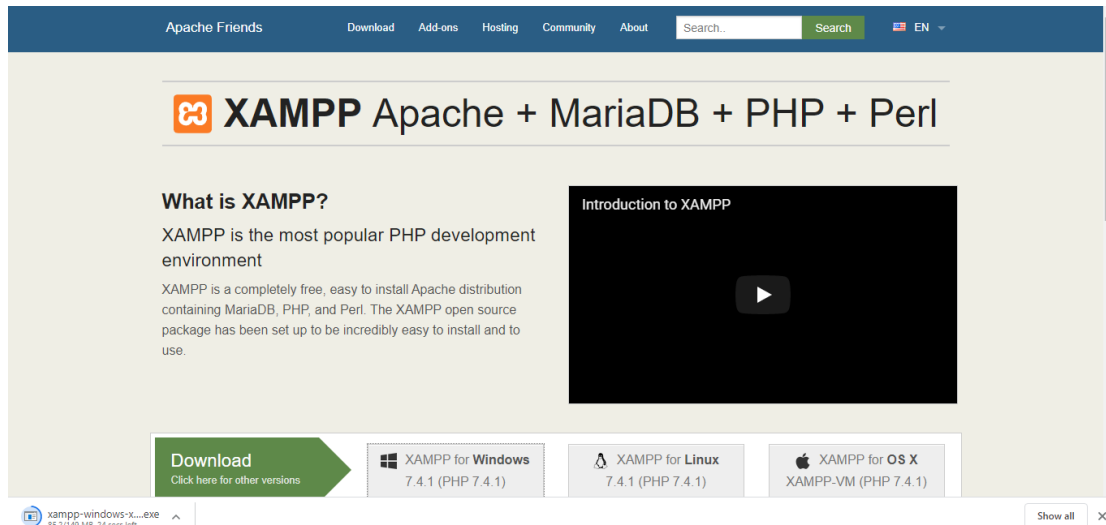 Apache Friends Download Add-ons Hosting Community About Search.. Search EN
XAMPP Apache + MariaDB + PHP + Perl
What is XAMPP?
XAMPP is the most popular PHP development
environment
XAMPP is a completely free, easy to install Apache distribution
containing MariaDB, PHP, and Perl. The XAMPP open source
package has been set up to be incredibly easy to install and to
use.
Introduction to XAMPP
Download
Click here for other versions
XAMPP for Windows
7.4.1 (PHP 7.4.1)
XAMPP for Linux
7.4.1 (PHP 7.4.1)
XAMPP for OS X
XAMPP-VM (PHP 7.4.1)
xampp-windows-x....exe
Show all